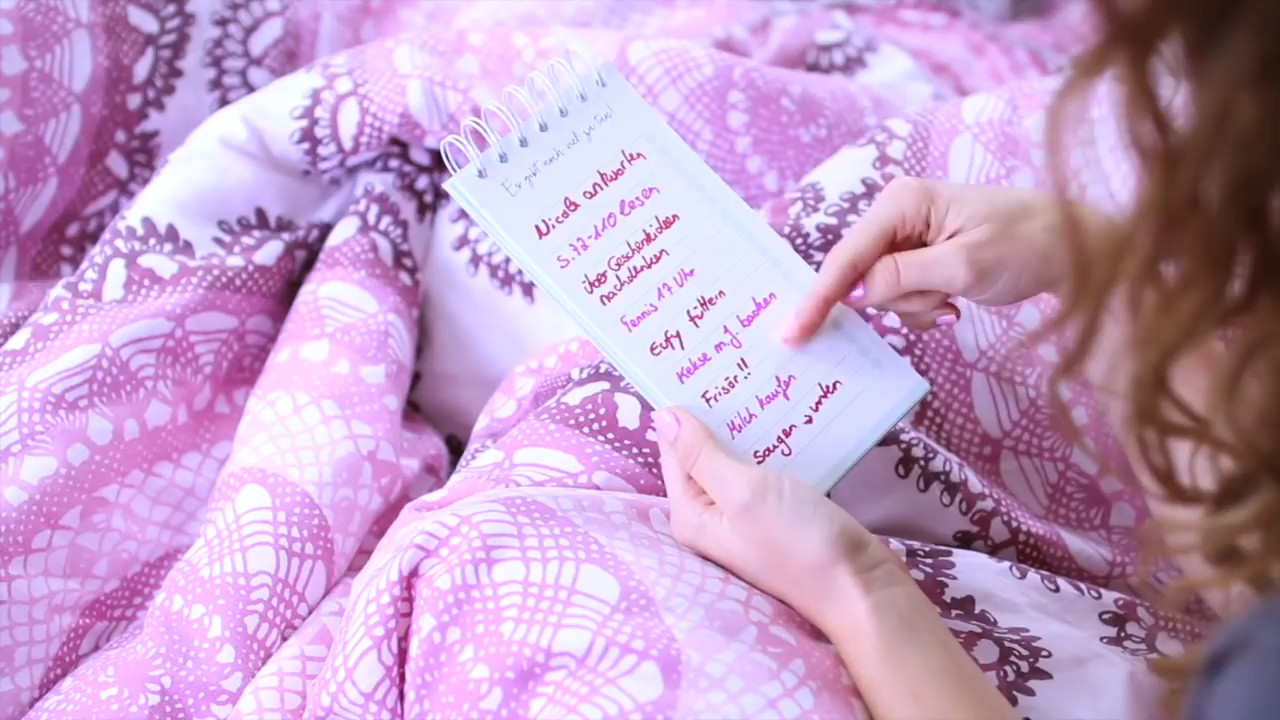 Es gibt noch viel zu tun!
Nicola antworten
S. 72-110 lesen
über Geschenkideen
nachdenken
Tennis 17 Uhr
Eufy füttern
Kekse m. J. backen
Frisör!!
Milch kaufen
Saugen → unten